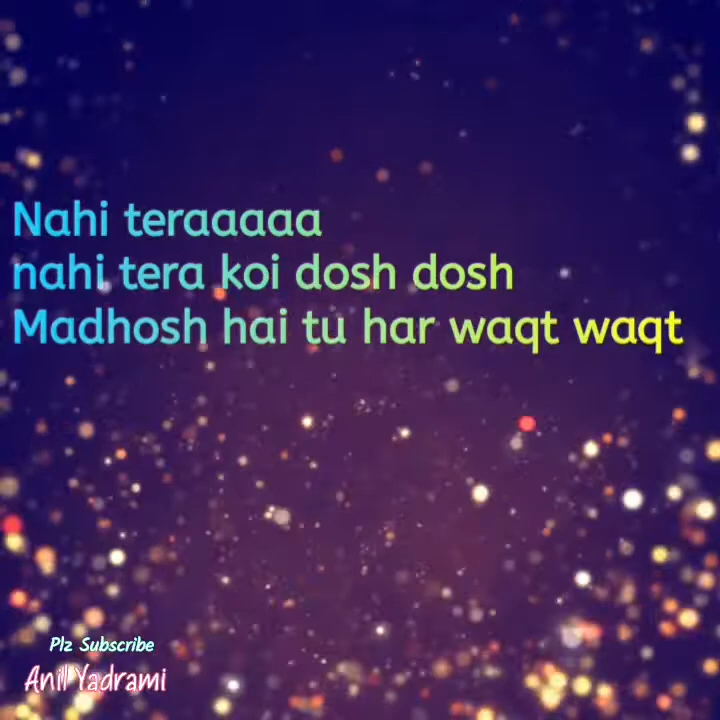 Nahi teraaaaa
nahi tera koi dosh dosh
Madhosh hai tu har waqt waqt
Plz Subscribe
Anil Yadrami